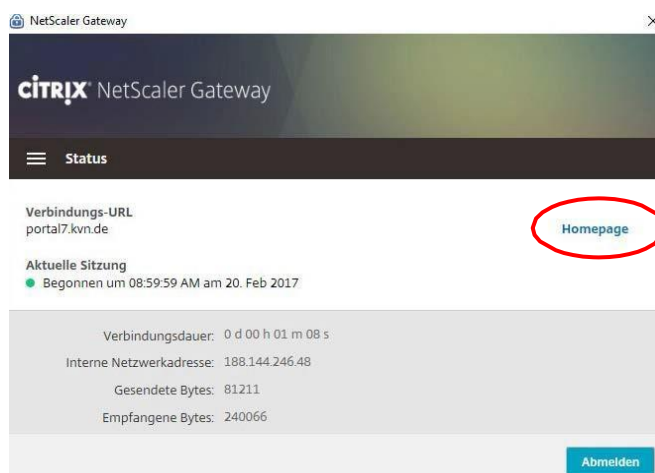 NetScaler Gateway
CİTRIX® NetScaler Gateway
Status
Verbindungs-URL
portal7.kvn.de
Homepage
Aktuelle Sitzung
Begonnen um 08:59:59 AM am 20. Feb 2017
Verbindungsdauer: 0 d 00 h 01 m 08 s
Interne Netzwerkadresse: 188.144.246.48
Gesendete Bytes: 81211
Empfangene Bytes: 240066
Abmelden